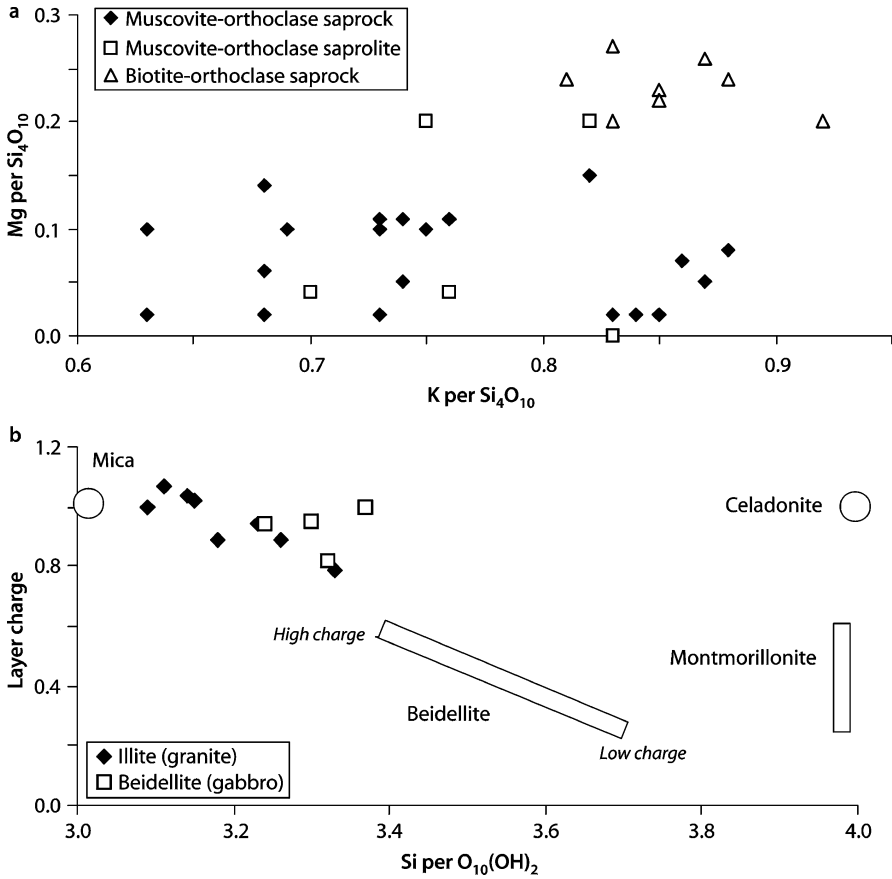 a
0.3
Muscovite-orthoclase saprock
Muscovite-orthoclase saprolite
Biotite-orthoclase saprock
0.2
Mg per Si₄O₁₀
0.1
0.0
0.6 0.7 0.8 0.9
K per Si₄O₁₀
b
1.2
Mica
Celadonite
0.8
Layer charge
High charge
Montmorillonite
0.4
Beidellite
Low charge
Illite (granite)
Beidellite (gabbro)
0.0
3.0 3.2 3.4 3.6 3.8 4.0
Si per O₁₀(OH)₂